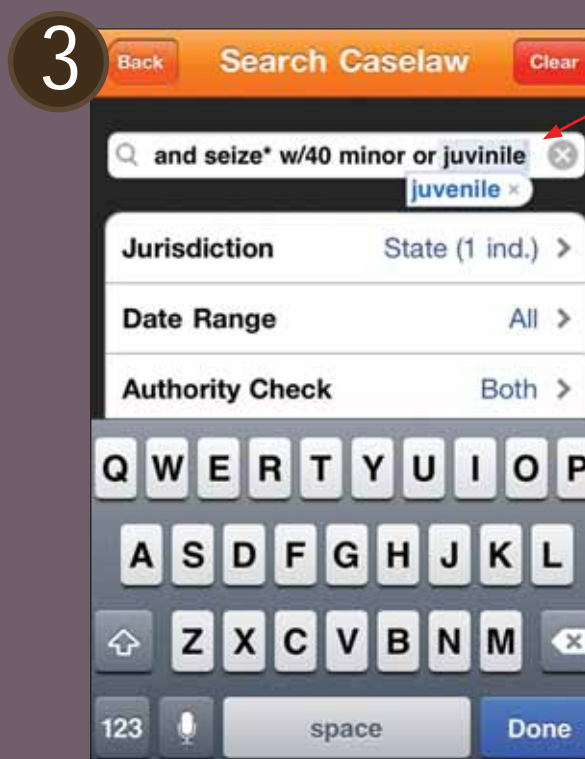 3
Back Search Caselaw Clear
and seize* w/40 minor or juvinile
juvenile ×
Jurisdiction State (1 ind.) >
Date Range All >
Authority Check Both >
Q W E R T Y U I O P
A S D F G H J K L
Z X C V B N M
123 space Done